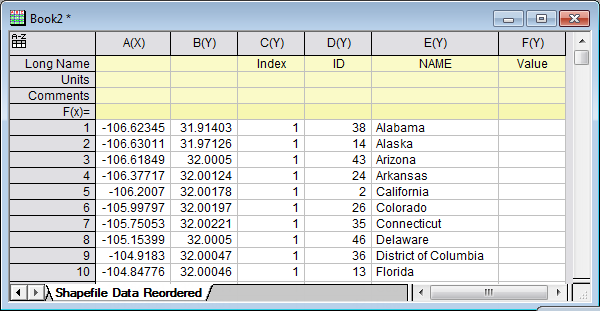 Book2 *
A-Z A(X) B(Y) C(Y) D(Y) E(Y) F(Y)
Long Name Index ID NAME Value
Units
Comments
F(x)=
1 -106.62345 31.91403 1 38 Alabama
2 -106.63011 31.97126 1 14 Alaska
3 -106.61849 32.0005 1 43 Arizona
4 -106.37717 32.00124 1 24 Arkansas
5 -106.2007 32.00178 1 2 California
6 -105.99797 32.00197 1 26 Colorado
7 -105.75053 32.00221 1 35 Connecticut
8 -105.15399 32.0005 1 46 Delaware
9 -104.9183 32.00047 1 36 District of Columbia
10 -104.84776 32.00046 1 13 Florida
Shapefile Data Reordered